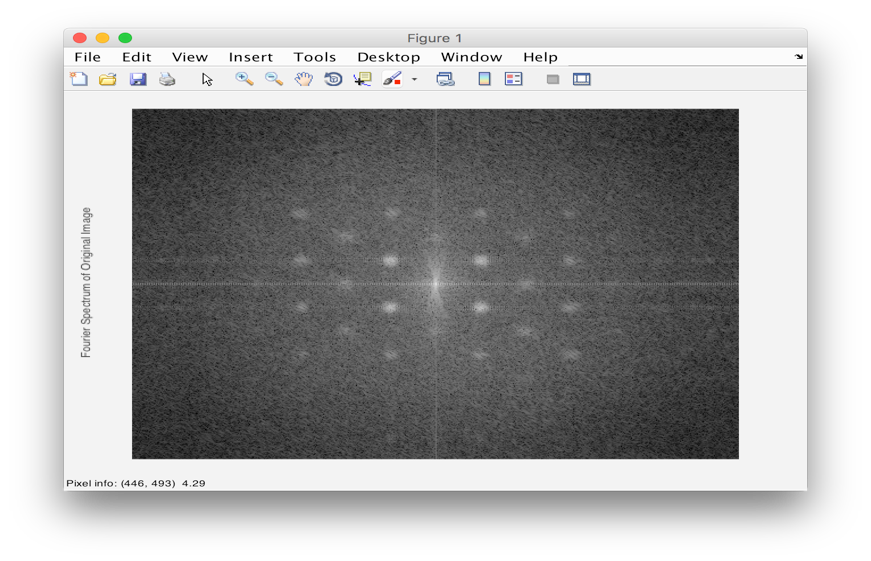 Figure 1
File Edit View Insert Tools Desktop Window Help
Fourier Spectrum of Original Image
Pixel info: (446, 493) 4.29